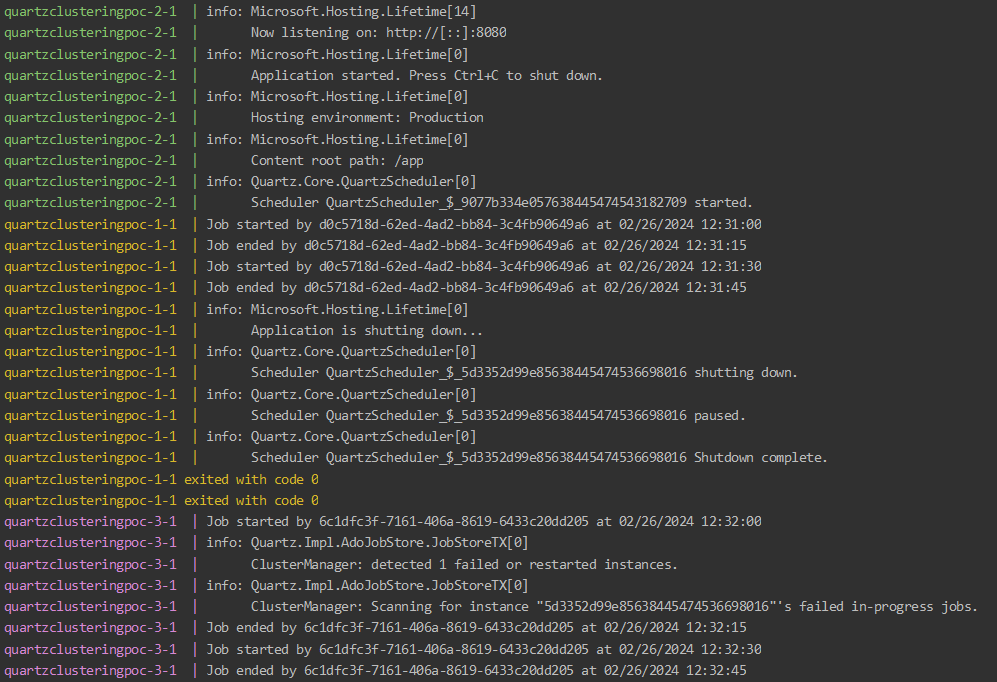 quartzclusteringpoc-2-1  | info: Microsoft.Hosting.Lifetime[14]
quartzclusteringpoc-2-1  |       Now listening on: http://[::]:8080
quartzclusteringpoc-2-1  | info: Microsoft.Hosting.Lifetime[0]
quartzclusteringpoc-2-1  |       Application started. Press Ctrl+C to shut down.
quartzclusteringpoc-2-1  | info: Microsoft.Hosting.Lifetime[0]
quartzclusteringpoc-2-1  |       Hosting environment: Production
quartzclusteringpoc-2-1  | info: Microsoft.Hosting.Lifetime[0]
quartzclusteringpoc-2-1  |       Content root path: /app
quartzclusteringpoc-2-1  | info: Quartz.Core.QuartzScheduler[0]
quartzclusteringpoc-2-1  |       Scheduler QuartzScheduler_$_9077b334e057638445474543182709 started.
quartzclusteringpoc-1-1  | Job started by d0c5718d-62ed-4ad2-bb84-3c4fb90649a6 at 02/26/2024 12:31:00
quartzclusteringpoc-1-1  | Job ended by d0c5718d-62ed-4ad2-bb84-3c4fb90649a6 at 02/26/2024 12:31:15
quartzclusteringpoc-1-1  | Job started by d0c5718d-62ed-4ad2-bb84-3c4fb90649a6 at 02/26/2024 12:31:30
quartzclusteringpoc-1-1  | Job ended by d0c5718d-62ed-4ad2-bb84-3c4fb90649a6 at 02/26/2024 12:31:45
quartzclusteringpoc-1-1  | info: Microsoft.Hosting.Lifetime[0]
quartzclusteringpoc-1-1  |       Application is shutting down...
quartzclusteringpoc-1-1  | info: Quartz.Core.QuartzScheduler[0]
quartzclusteringpoc-1-1  |       Scheduler QuartzScheduler_$_5d3352d99e85638445474536698016 shutting down.
quartzclusteringpoc-1-1  | info: Quartz.Core.QuartzScheduler[0]
quartzclusteringpoc-1-1  |       Scheduler QuartzScheduler_$_5d3352d99e85638445474536698016 paused.
quartzclusteringpoc-1-1  | info: Quartz.Core.QuartzScheduler[0]
quartzclusteringpoc-1-1  |       Scheduler QuartzScheduler_$_5d3352d99e85638445474536698016 Shutdown complete.
quartzclusteringpoc-1-1 exited with code 0
quartzclusteringpoc-1-1 exited with code 0
quartzclusteringpoc-3-1  | Job started by 6c1dfc3f-7161-406a-8619-6433c20dd205 at 02/26/2024 12:32:00
quartzclusteringpoc-3-1  | info: Quartz.Impl.AdoJobStore.JobStoreTX[0]
quartzclusteringpoc-3-1  |       ClusterManager: detected 1 failed or restarted instances.
quartzclusteringpoc-3-1  | info: Quartz.Impl.AdoJobStore.JobStoreTX[0]
quartzclusteringpoc-3-1  |       ClusterManager: Scanning for instance "5d3352d99e85638445474536698016"'s failed in-progress jobs.
quartzclusteringpoc-3-1  | Job ended by 6c1dfc3f-7161-406a-8619-6433c20dd205 at 02/26/2024 12:32:15
quartzclusteringpoc-3-1  | Job started by 6c1dfc3f-7161-406a-8619-6433c20dd205 at 02/26/2024 12:32:30
quartzclusteringpoc-3-1  | Job ended by 6c1dfc3f-7161-406a-8619-6433c20dd205 at 02/26/2024 12:32:45